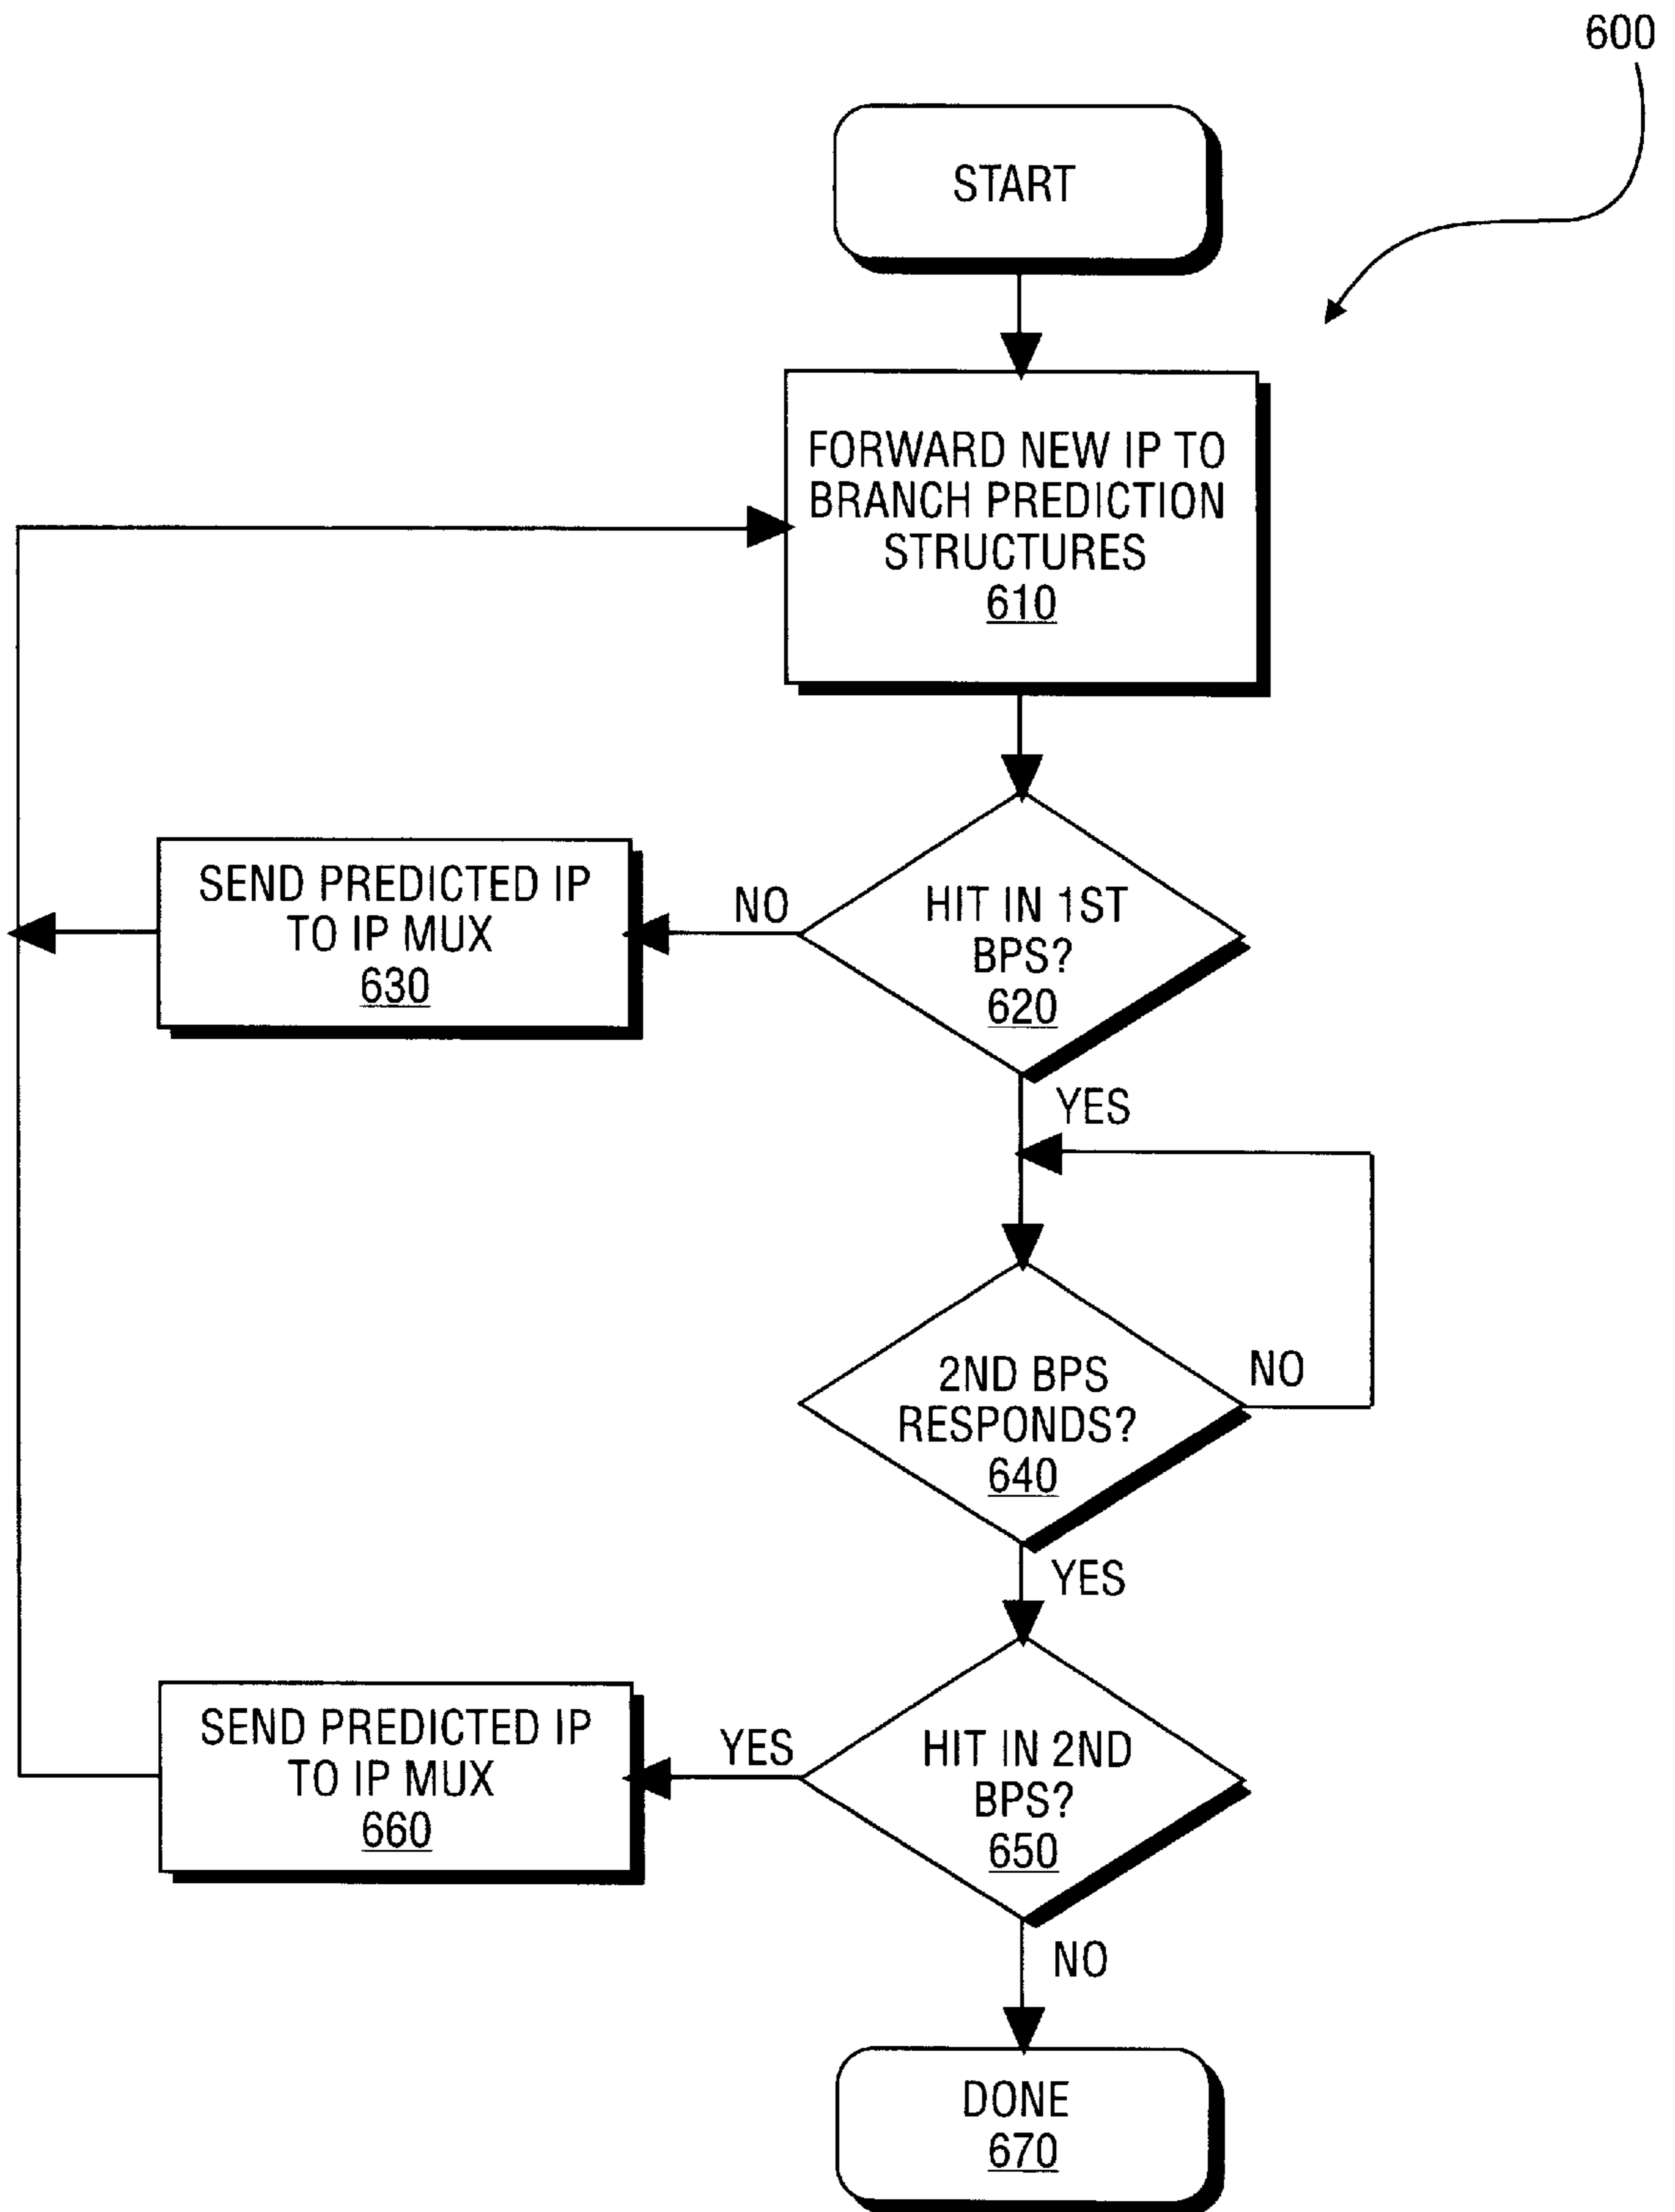 600
START
FORWARD NEW IP TO
BRANCH PREDICTION
STRUCTURES
610
SEND PREDICTED IP
TO IP MUX
630
NO
HIT IN 1ST
BPS?
620
YES
2ND BPS
RESPONDS?
640
NO
YES
SEND PREDICTED IP
TO IP MUX
660
YES
HIT IN 2ND
BPS?
650
NO
DONE
670